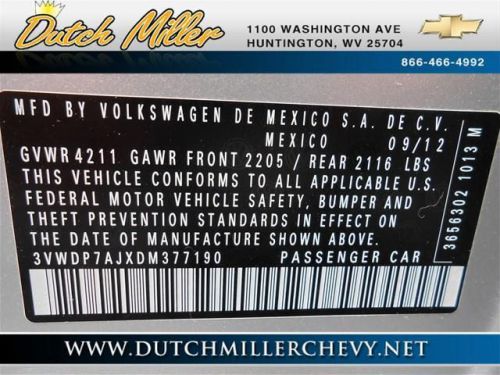 Dutch Miller
1100 WASHINGTON AVE
HUNTINGTON, WV 25704
866-466-4992
MFD BY VOLKSWAGEN DE MEXICO S.A. DE C.V.
MEXICO 09/12
GVWR 4211 GAWR FRONT 2205 / REAR 2116 LBS
THIS VEHICLE CONFORMS TO ALL APPLICABLE U.S.
FEDERAL MOTOR VEHICLE SAFETY, BUMPER AND
THEFT PREVENTION STANDARDS IN EFFECT ON
THE DATE OF MANUFACTURE SHOWN ABOVE.
3VWDP7AJXDM377190 PASSENGER CAR
3656302 1013 M
WWW.DUTCHMILLERCHEVY.NET